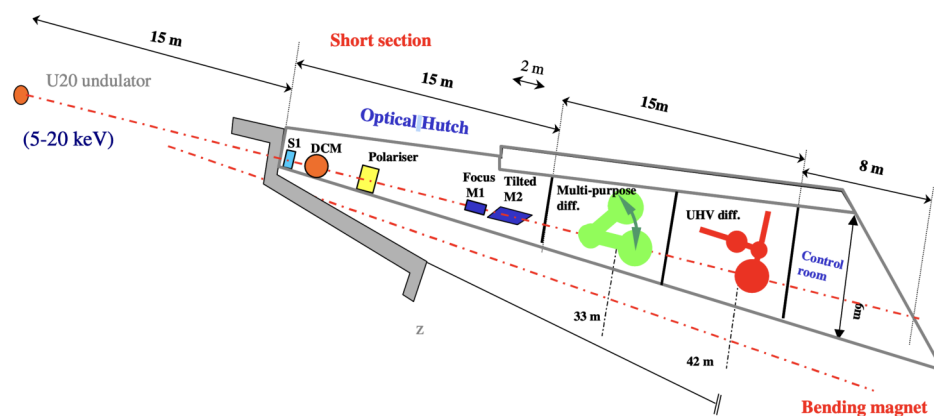 15 m
Short section
U20 undulator
(5-20 keV)
15 m
2 m
15m
8 m
Optical Hutch
S1
DCM
Polariser
Focus
M1
Tilted
M2
Multi-purpose
diff.
UHV diff.
Control
room
6m
33 m
42 m
z
Bending magnet